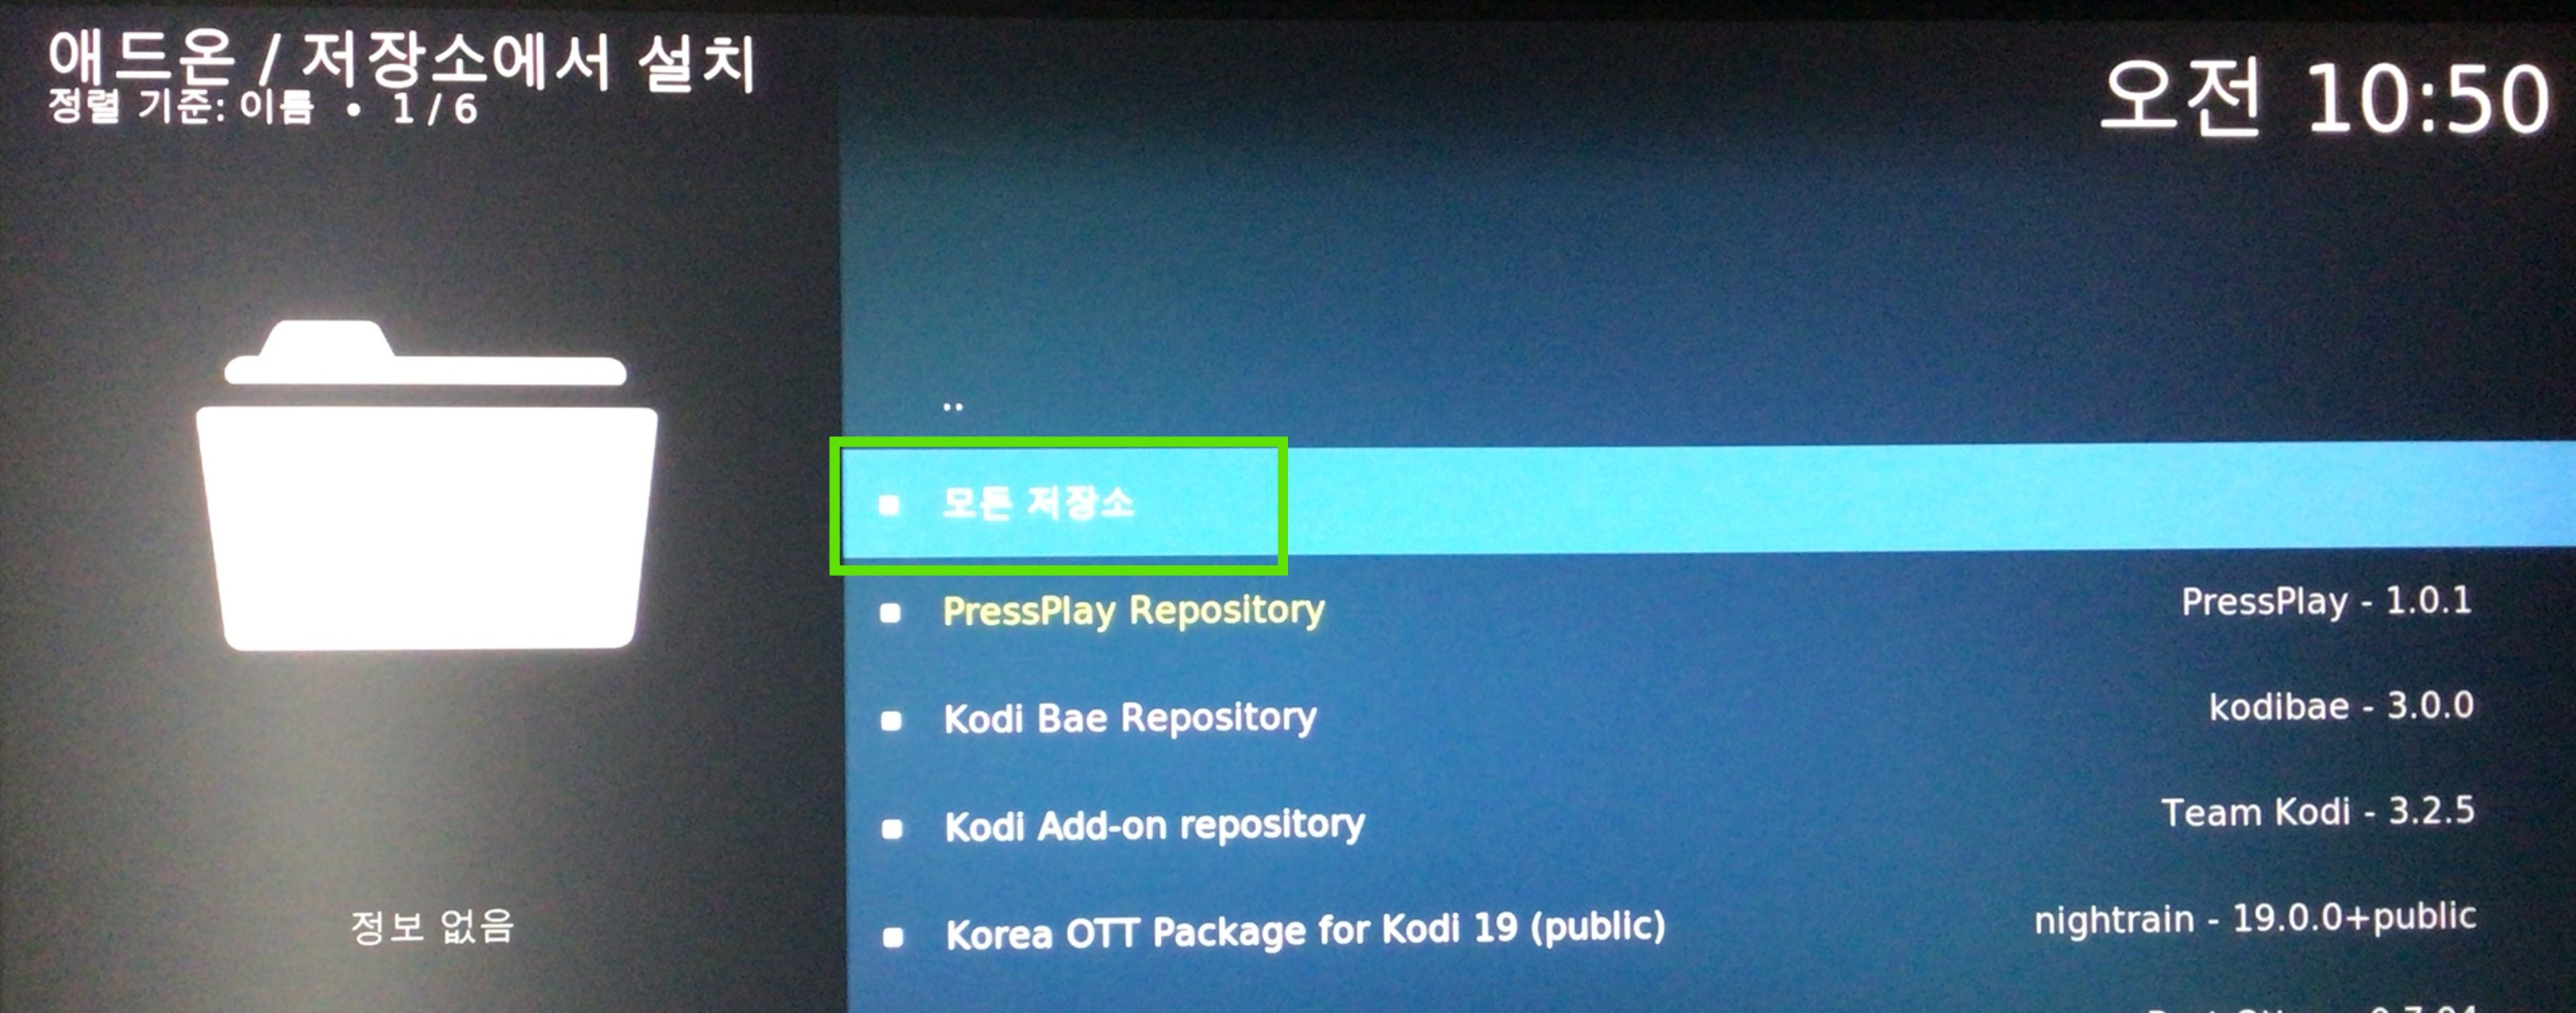 애드온 / 저장소에서 설치
정렬 기준: 이름 • 1 / 6
오전 10:50
..
모든 저장소
PressPlay Repository
PressPlay - 1.0.1
Kodi Bae Repository
kodibae - 3.0.0
Kodi Add-on repository
Team Kodi - 3.2.5
Korea OTT Package for Kodi 19 (public)
nightrain - 19.0.0+public
정보 없음